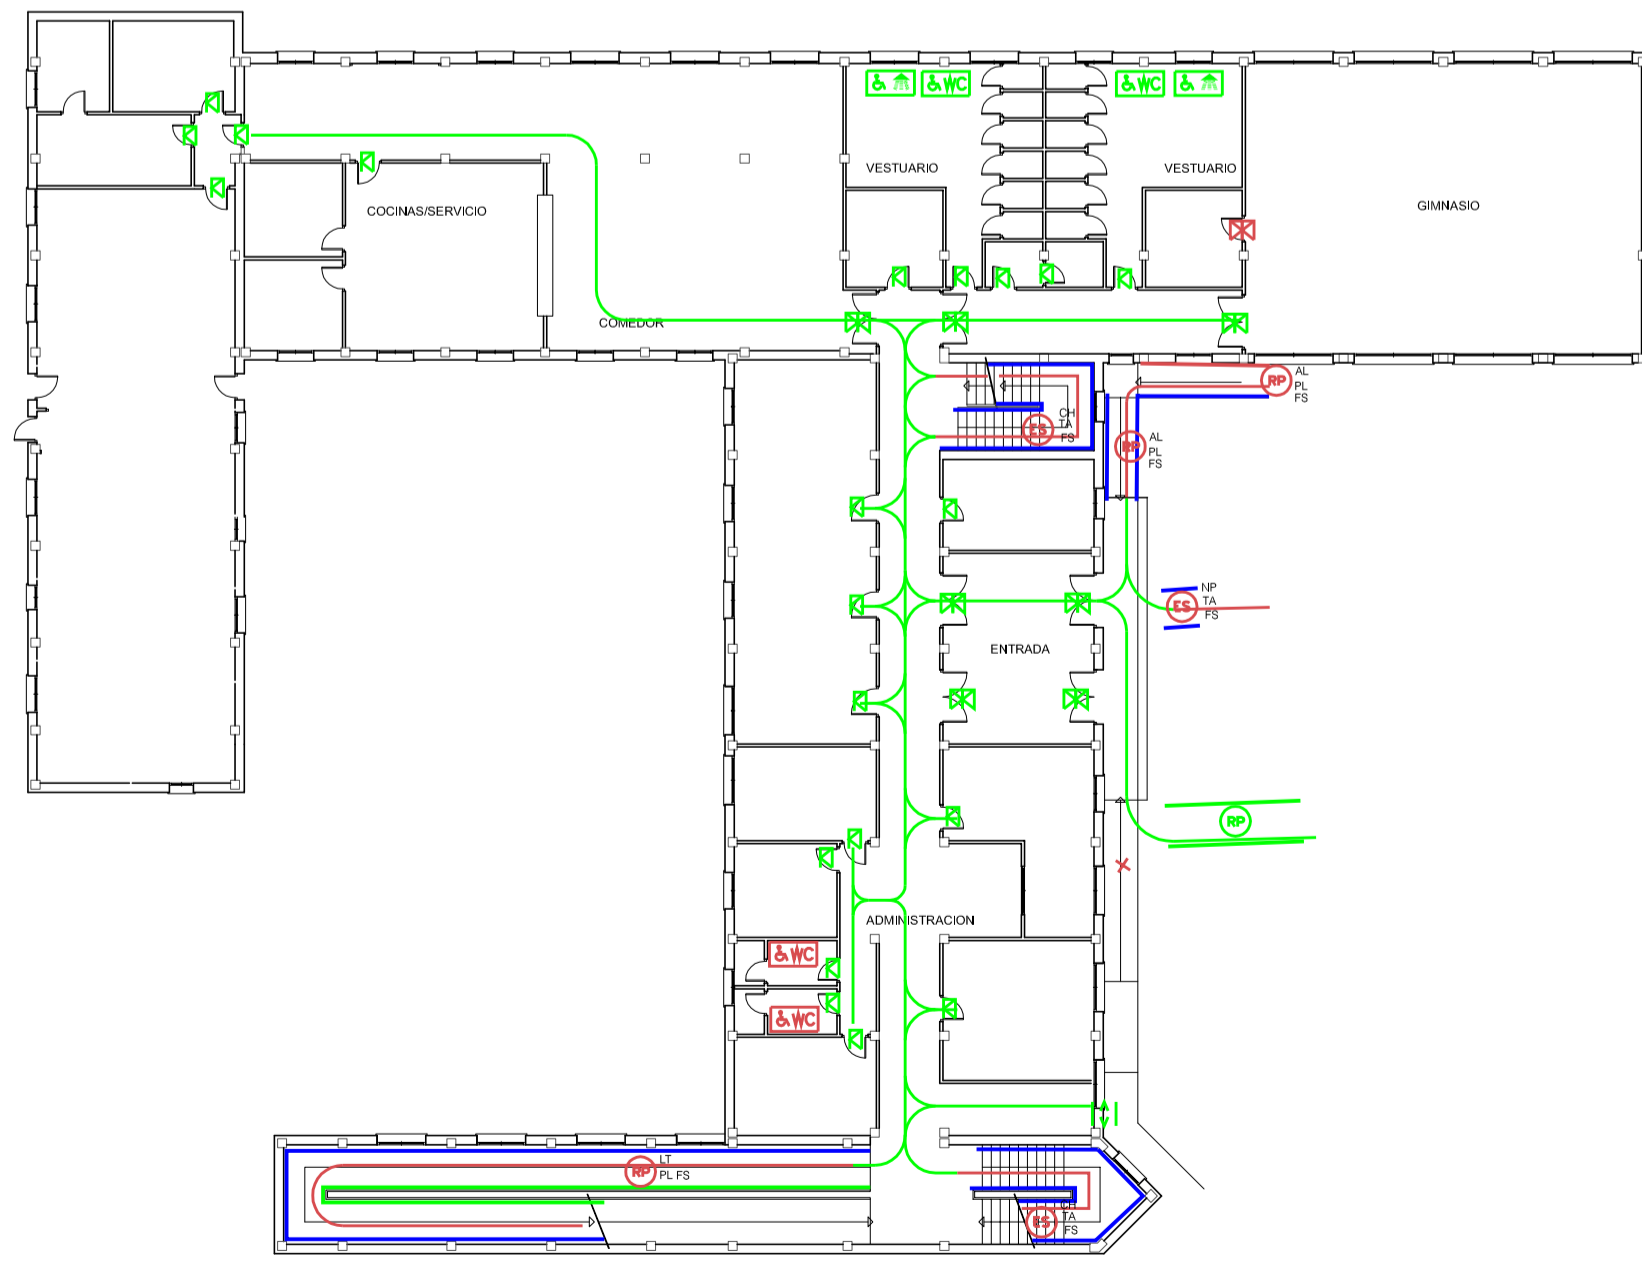 WC
WC
VESTUARIO
VESTUARIO
COCINAS/SERVICIO
GIMNASIO
COMEDOR
RP
AL
PL
FS
CH
TA
FS
ES
RP
AL
PL
FS
NP
TA
FS
ES
ENTRADA
RP
ADMINISTRACION
WC
WC
RP
LT
PL FS
CH
TA
FS
ES